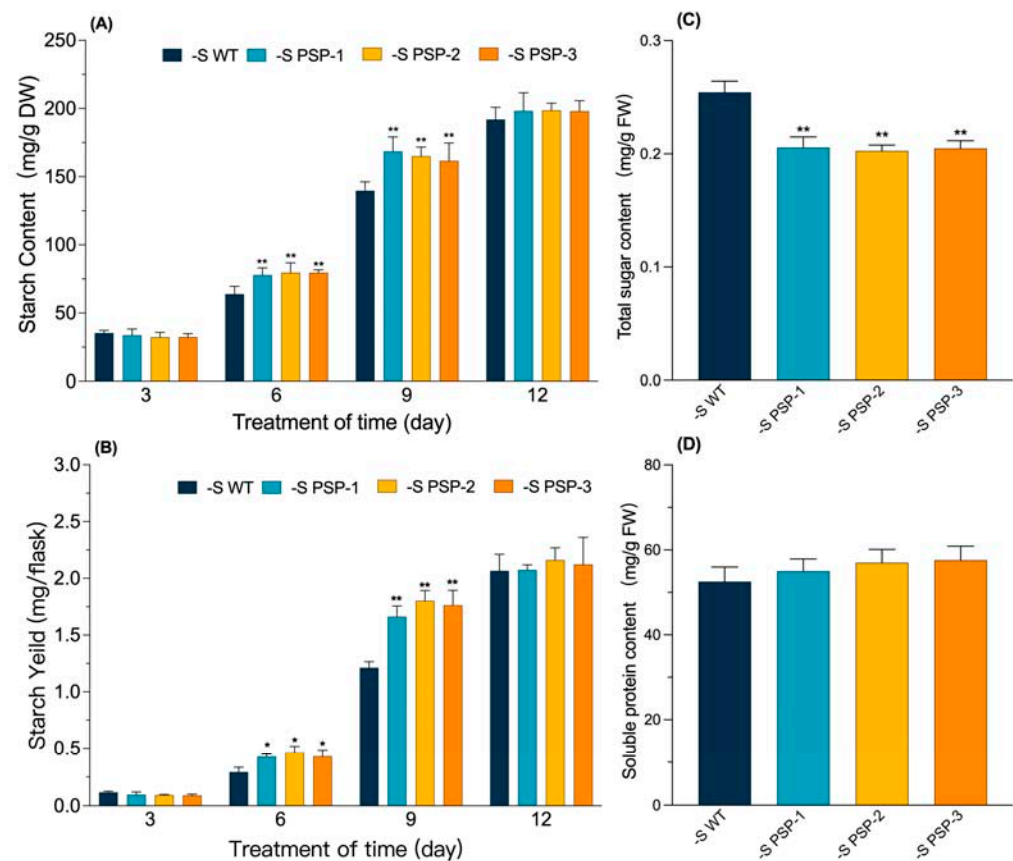 (A)
-S WT -S PSP-1 -S PSP-2 -S PSP-3
Starch Content (mg/g DW)
250
200
150
100
50
0
** ** **
** ** **
3 6 9 12
Treatment of time (day)
(B)
-S WT -S PSP-1 -S PSP-2 -S PSP-3
Starch Yeild (mg/flask)
3.0
2.5
2.0
1.5
1.0
0.5
0.0
* * *
** ** **
3 6 9 12
Treatment of time (day)
(C)
Total sugar content (mg/g FW)
0.3
0.2
0.1
0.0
** ** **
-S WT -S PSP-1 -S PSP-2 -S PSP-3
(D)
Soluble protein content (mg/g FW)
80
60
40
20
0
-S WT -S PSP-1 -S PSP-2 -S PSP-3